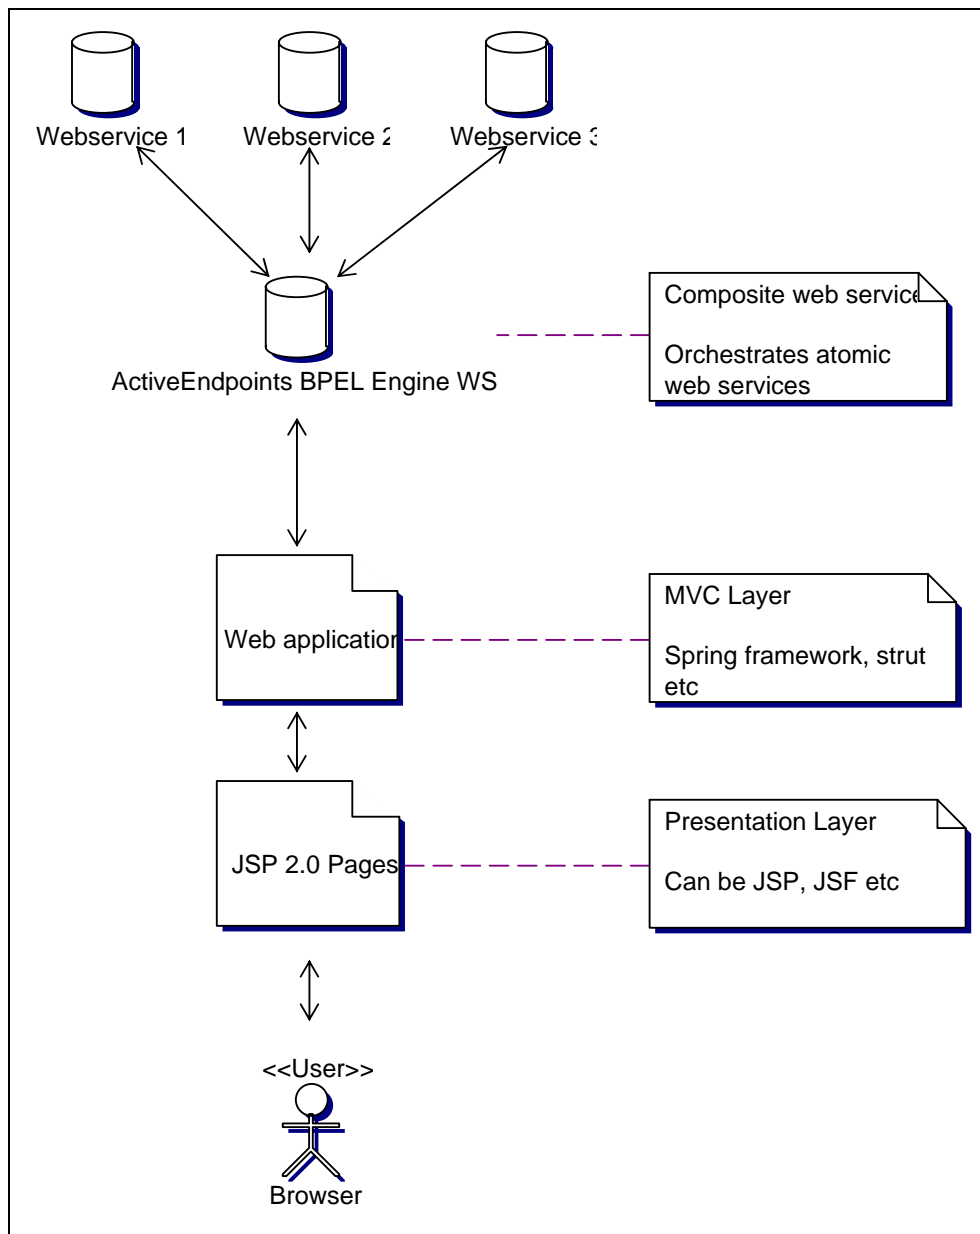 Webservice 1
Webservice 2
Webservice 3
ActiveEndpoints BPEL Engine WS
Composite web service
Orchestrates atomic
web services
Web application
MVC Layer
Spring framework, strut
etc
JSP 2.0 Pages
Presentation Layer
Can be JSP, JSF etc
<<User>>
Browser